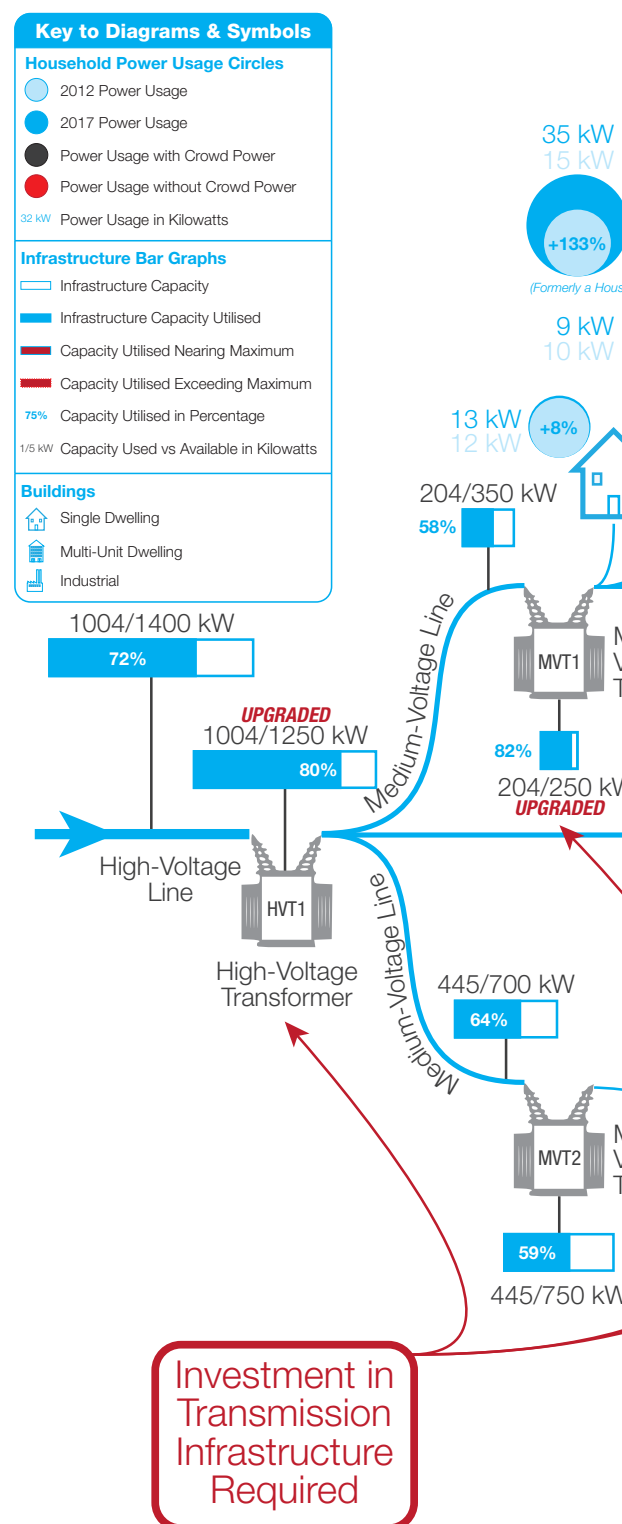 Key to Diagrams & Symbols
Household Power Usage Circles
2012 Power Usage
2017 Power Usage
Power Usage with Crowd Power
Power Usage without Crowd Power
32 kW Power Usage in Kilowatts
Infrastructure Bar Graphs
Infrastructure Capacity
Infrastructure Capacity Utilised
Capacity Utilised Nearing Maximum
Capacity Utilised Exceeding Maximum
75% Capacity Utilised in Percentage
1/5 kW Capacity Used vs Available in Kilowatts
Buildings
Single Dwelling
Multi-Unit Dwelling
Industrial
35 kW
15 kW
+133%
(Formerly a Hous
9 kW
10 kW
13 kW
12 kW
+8%
204/350 kW
58%
Medium-Voltage Line
MVT1
M
V
T
82%
204/250 kW
UPGRADED
1004/1400 kW
72%
UPGRADED
1004/1250 kW
80%
High-Voltage
Line
HVT1
High-Voltage
Transformer
Medium-Voltage Line
445/700 kW
64%
MVT2
M
V
T
59%
445/750 kW
Investment in
Transmission
Infrastructure
Required